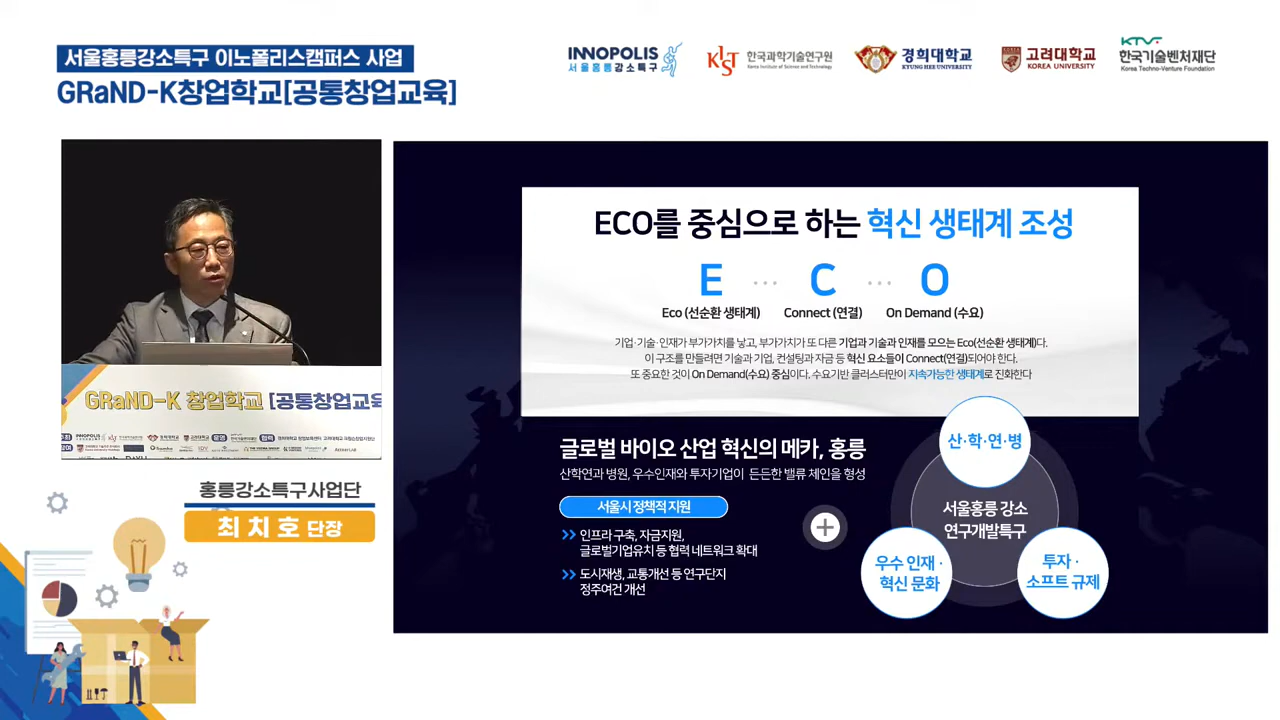 서울홍릉강소특구 이노폴리스캠퍼스 사업
GRaND-K창업학교[공통창업교육]
INNOPOLIS
서울홍릉강소특구
KIST 한국과학기술연구원
Korea Institute of Science and Technology
경희대학교
KYUNG HEE UNIVERSITY
고려대학교
KOREA UNIVERSITY
KTVF
한국기술벤처재단
Korea Techno-Venture Foundation
ECO를 중심으로 하는 혁신 생태계 조성
E ··· C ··· O
Eco (선순환 생태계) Connect (연결) On Demand (수요)
기업·기술·인재가 부가가치를 낳고, 부가가치가 또 다른 기업과 기술과 인재를 모으는 Eco(선순환 생태계)다.
이 구조를 만들려면 기술과 기업, 컨설팅과 자금 등 혁신 요소들이 Connect(연결)되어야 한다.
또 중요한 것이 On Demand(수요) 중심이다. 수요기반 클러스터만이 지속가능한 생태계로 진화한다
글로벌 바이오 산업 혁신의 메카, 홍릉
산학연과 병원, 우수인재와 투자기업이 든든한 밸류 체인을 형성
서울시 정책적 지원
인프라 구축, 자금지원,
글로벌기업유치 등 협력 네트워크 확대
도시재생, 교통개선 등 연구단지
정주여건 개선
산·학·연·병
서울홍릉 강소
연구개발특구
우수 인재·
혁신 문화
투자·
소프트 규제
GRaND-K 창업학교 [공통창업교육
홍릉강소특구사업단
최치호 단장